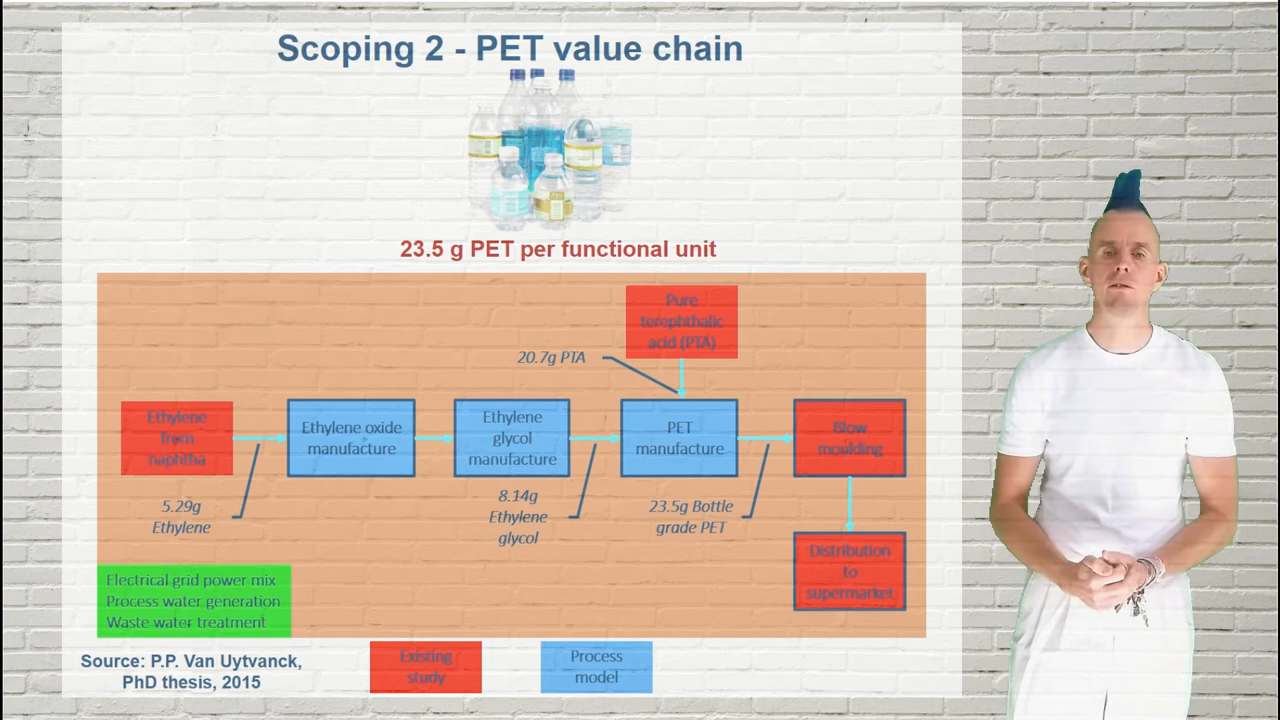 Scoping 2 - PET value chain
23.5 g PET per functional unit
Pure
terephthalic
acid (PTA)
20.7g PTA
Ethylene
from
naphtha
Ethylene oxide
manufacture
Ethylene
glycol
manufacture
PET
manufacture
Blow
moulding
5.29g
Ethylene
8.14g
Ethylene
glycol
23.5g Bottle
grade PET
Distribution
to
supermarket
Electrical grid power mix
Process water generation
Waste water treatment
Source: P.P. Van Uytvanck,
PhD thesis, 2015
Existing
study
Process
model